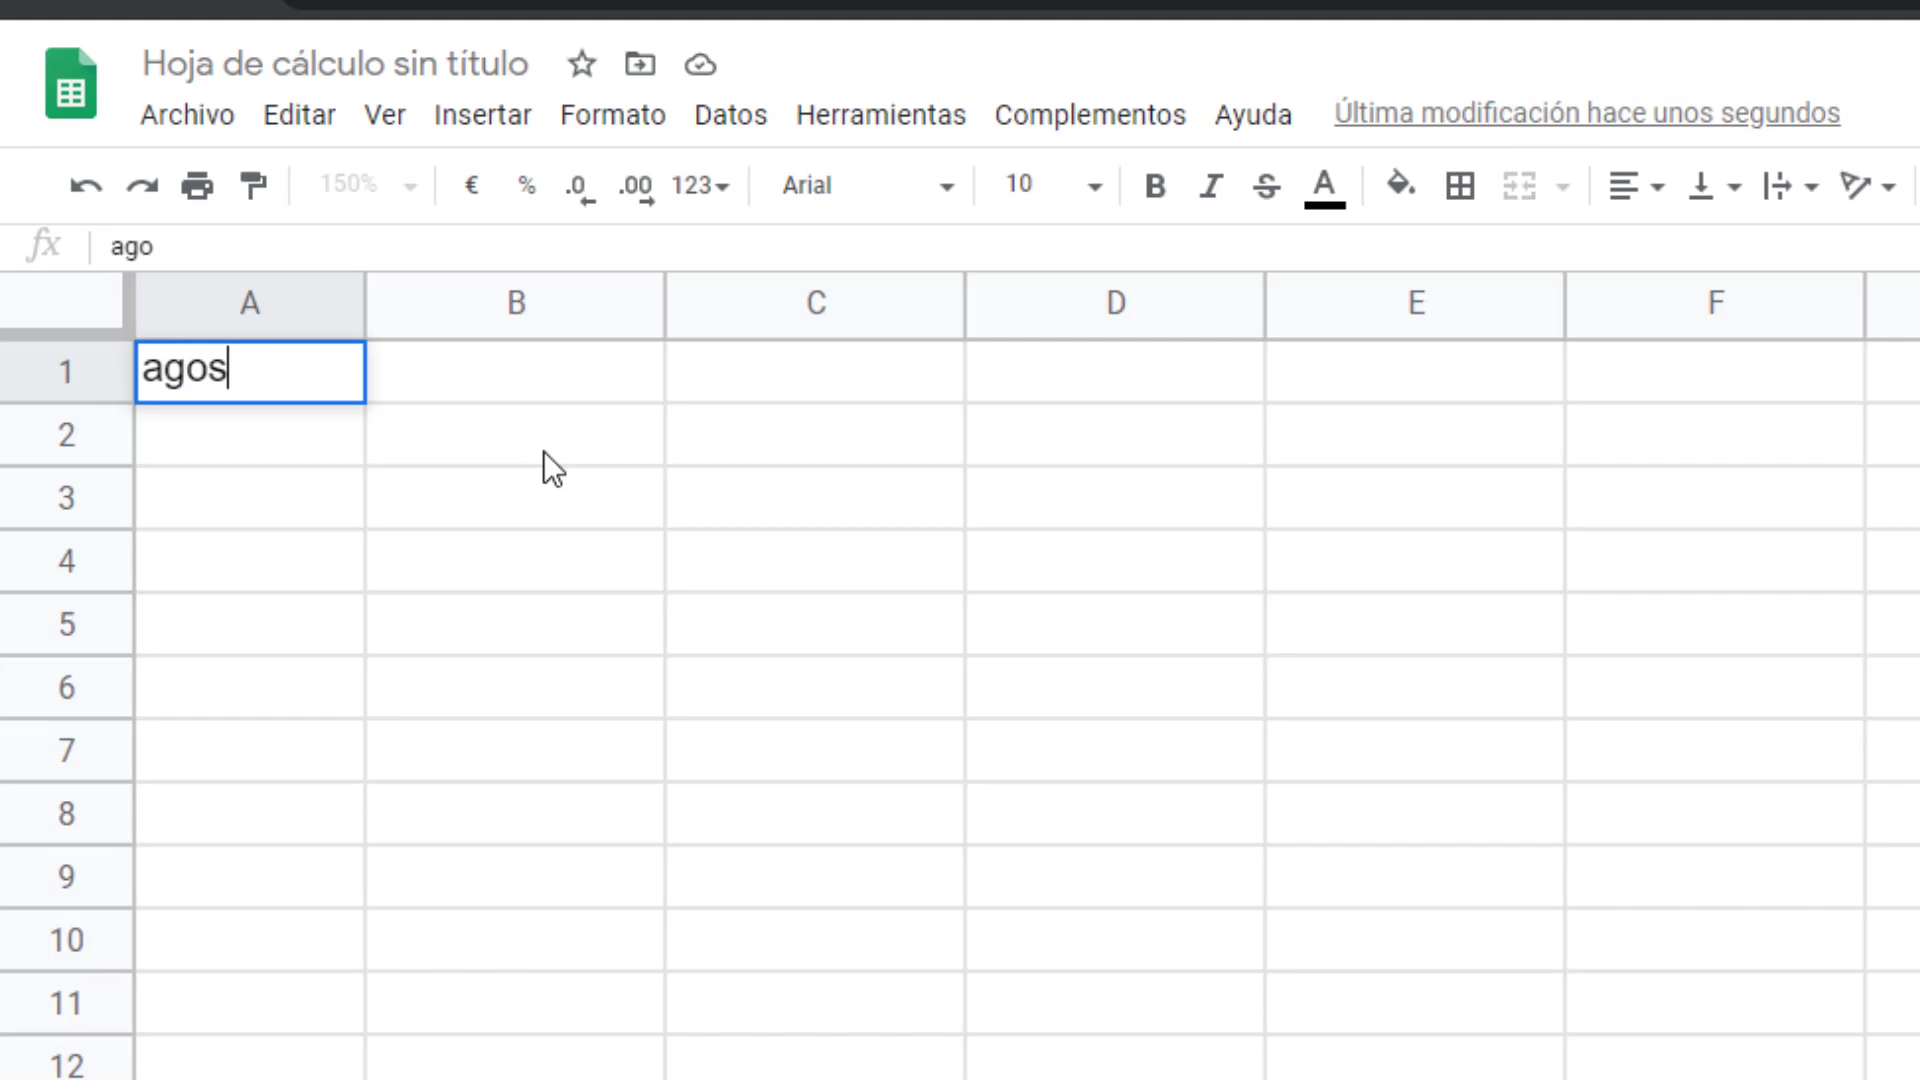 Hoja de cálculo sin título
Archivo Editar Ver Insertar Formato Datos Herramientas Complementos Ayuda Última modificación hace unos segundos
150% € % .0 .00 123 Arial 10 B I S A
fx ago
A B C D E F
1 agos
2
3
4
5
6
7
8
9
10
11
12